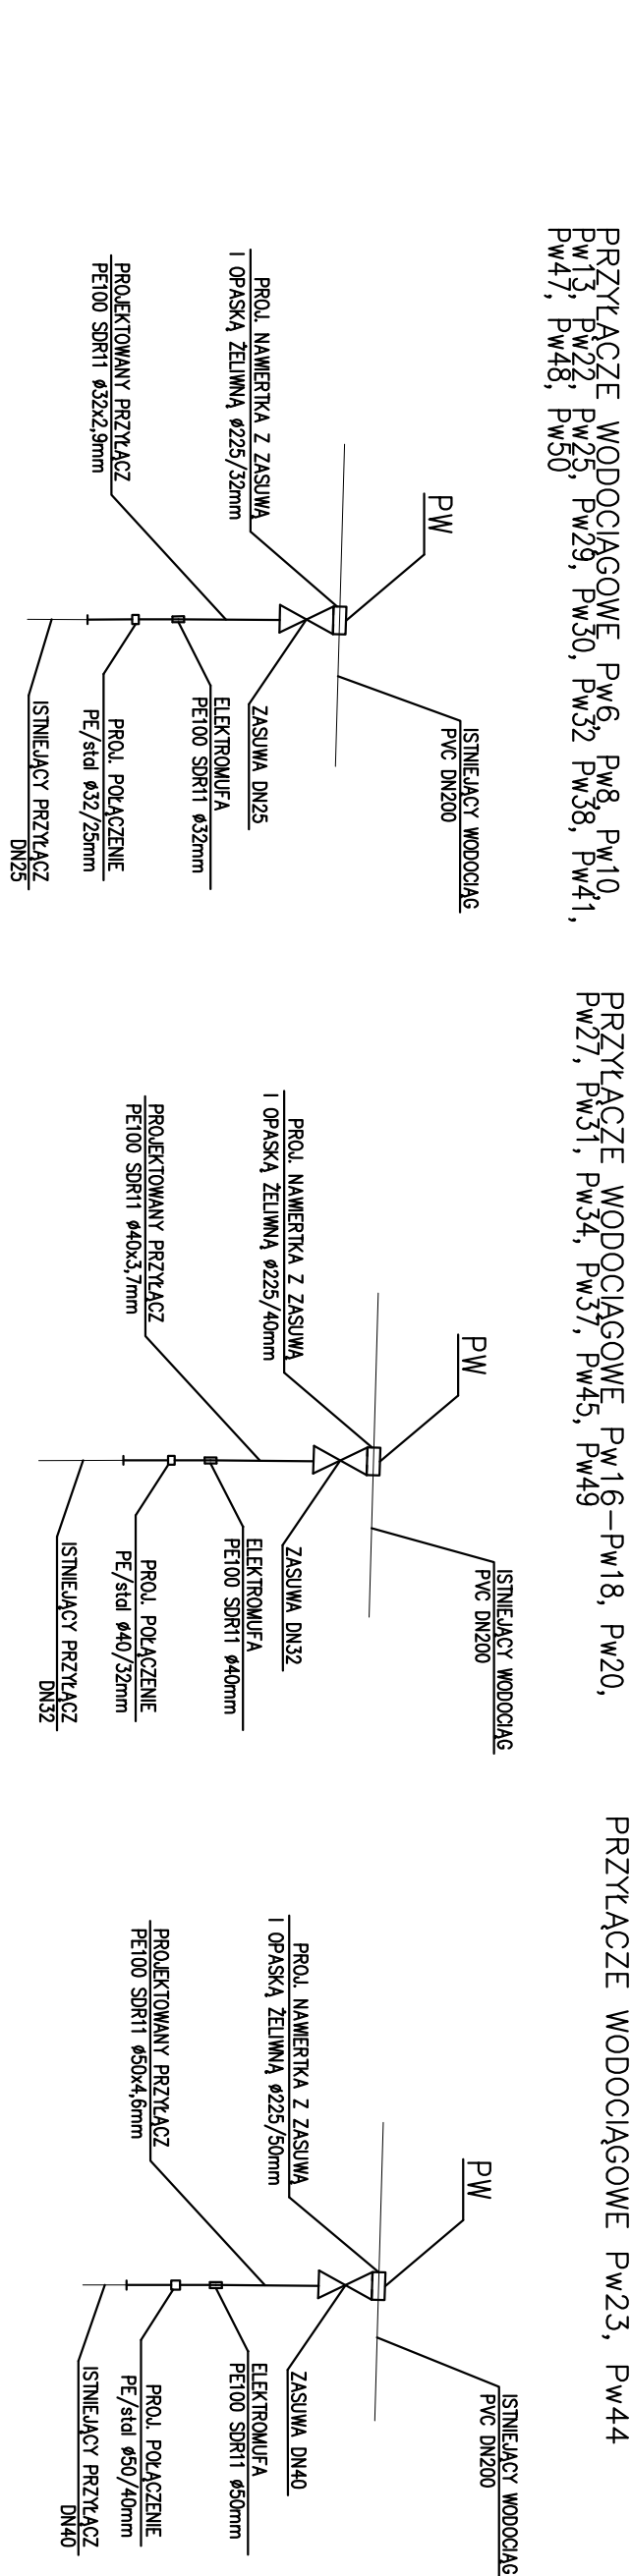 PRZYŁĄCZE WODOCIĄGOWE Pw6, Pw8, Pw10,
Pw13, Pw22, Pw25, Pw29, Pw30, Pw32 Pw38, Pw41,
Pw47, Pw48, Pw50
PW
ISTNIEJĄCY WODOCIĄG
PVC DN200
PROJ. NAWIERTKA Z ZASUWĄ
I OPASKĄ ŻELIWNĄ ø225/32mm
ZASUWA DN25
PROJEKTOWANY PRZYŁĄCZ
PE100 SDR11 ø32x2,9mm
ELEKTROMUFA
PE100 SDR11 ø32mm
PROJ. POŁĄCZENIE
PE/stal ø32/25mm
ISTNIEJĄCY PRZYŁĄCZ
DN25
PRZYŁĄCZE WODOCIĄGOWE Pw16-Pw18, Pw20,
Pw27, Pw31, Pw34, Pw37, Pw45, Pw49
PW
ISTNIEJĄCY WODOCIĄG
PVC DN200
PROJ. NAWIERTKA Z ZASUWĄ
I OPASKĄ ŻELIWNĄ ø225/40mm
ZASUWA DN32
PROJEKTOWANY PRZYŁĄCZ
PE100 SDR11 ø40x3,7mm
ELEKTROMUFA
PE100 SDR11 ø40mm
PROJ. POŁĄCZENIE
PE/stal ø40/32mm
ISTNIEJĄCY PRZYŁĄCZ
DN32
PRZYŁĄCZE WODOCIĄGOWE Pw23, Pw44
PW
ISTNIEJĄCY WODOCIĄG
PVC DN200
PROJ. NAWIERTKA Z ZASUWĄ
I OPASKĄ ŻELIWNĄ ø225/50mm
ZASUWA DN40
PROJEKTOWANY PRZYŁĄCZ
PE100 SDR11 ø50x4,6mm
ELEKTROMUFA
PE100 SDR11 ø50mm
PROJ. POŁĄCZENIE
PE/stal ø50/40mm
ISTNIEJĄCY PRZYŁĄCZ
DN40